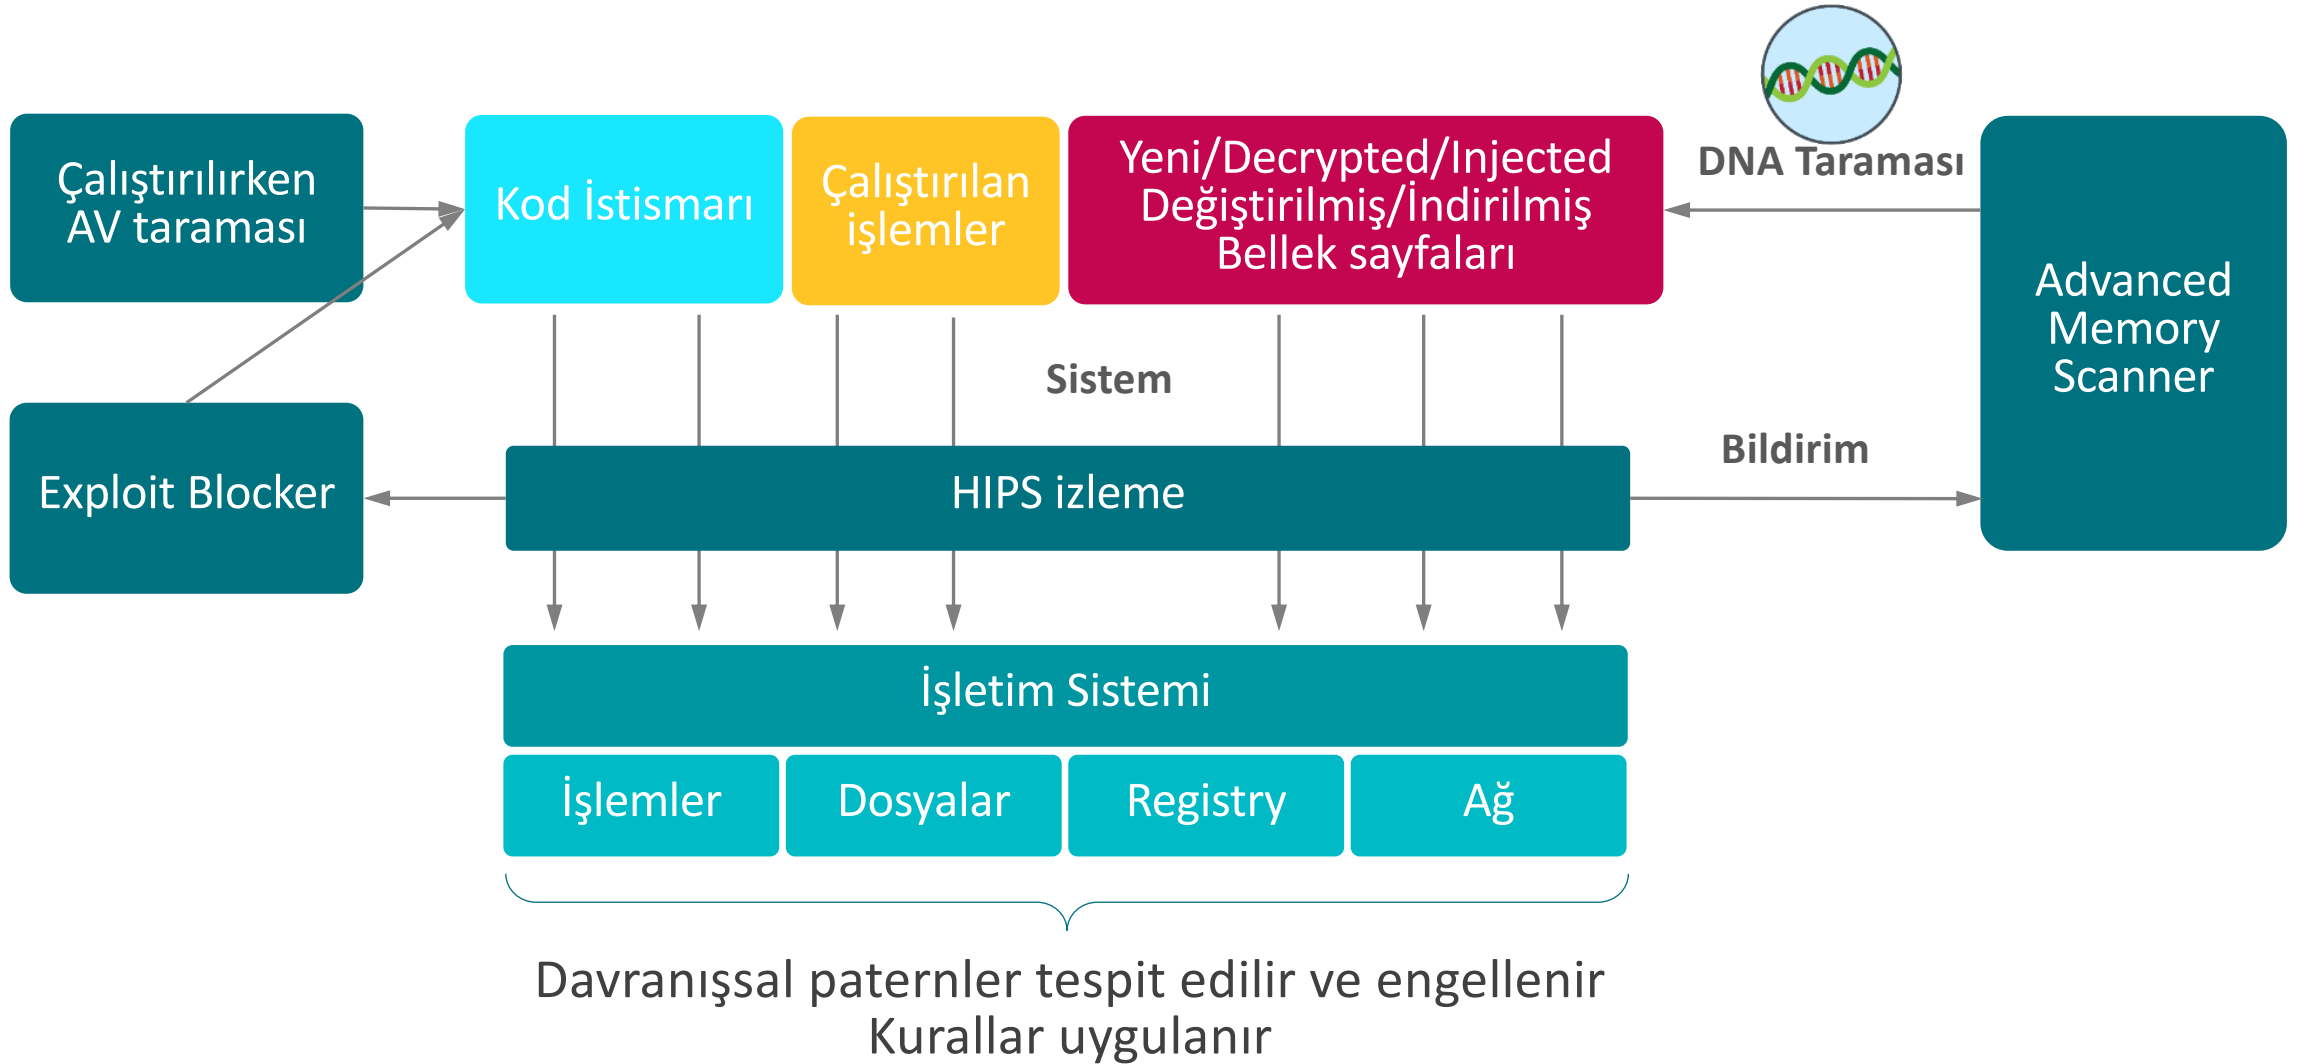 Çalıştırılırken
AV taraması
Kod İstismarı
Çalıştırılan
işlemler
Yeni/Decrypted/Injected
Değiştirilmiş/İndirilmiş
Bellek sayfaları
DNA Taraması
Advanced
Memory
Scanner
Sistem
Bildirim
Exploit Blocker
HIPS izleme
İşletim Sistemi
İşlemler
Dosyalar
Registry
Ağ
Davranışsal paternler tespit edilir ve engellenir
Kurallar uygulanır